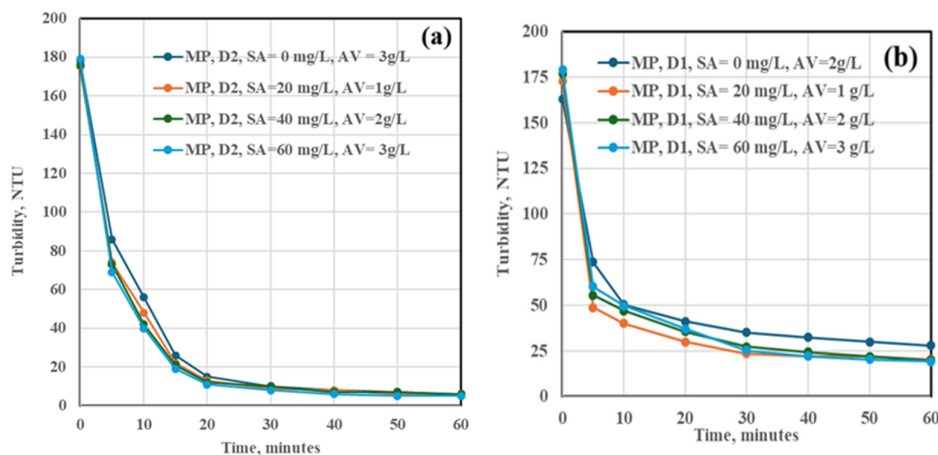 (a)
MP, D2, SA= 0 mg/L, AV = 3g/L
MP, D2, SA=20 mg/L, AV=1g/L
MP, D2, SA=40 mg/L, AV=2g/L
MP, D2, SA=60 mg/L, AV= 3g/L
Turbidity, NTU
200
180
160
140
120
100
80
60
40
20
0
0 10 20 30 40 50 60
Time, minutes
(b)
MP, D1, SA= 0 mg/L, AV=2g/L
MP, D1, SA= 20 mg/L, AV=1 g/L
MP, D1, SA= 40 mg/L, AV=2 g/L
MP, D1, SA= 60 mg/L, AV=3 g/L
Turbidity, NTU
200
175
150
125
100
75
50
25
0
0 10 20 30 40 50 60
Time, minutes